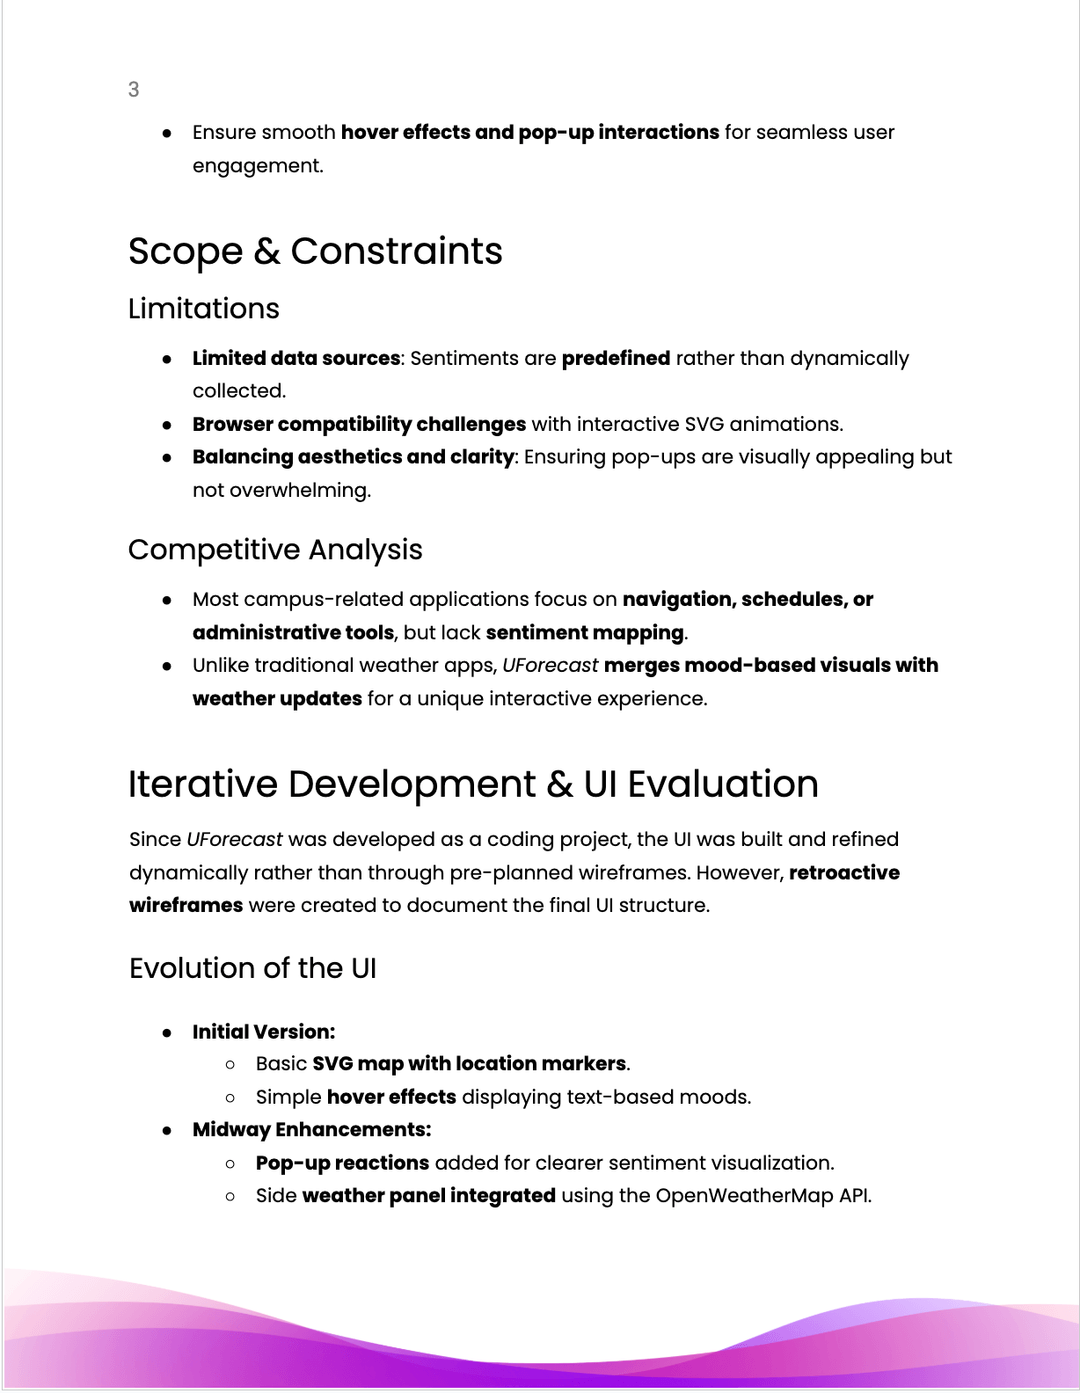 3
● Ensure smooth hover effects and pop-up interactions for seamless user
engagement.
Scope & Constraints
Limitations
● Limited data sources: Sentiments are predefined rather than dynamically
collected.
● Browser compatibility challenges with interactive SVG animations.
● Balancing aesthetics and clarity: Ensuring pop-ups are visually appealing but
not overwhelming.
Competitive Analysis
● Most campus-related applications focus on navigation, schedules, or
administrative tools, but lack sentiment mapping.
● Unlike traditional weather apps, UForecast merges mood-based visuals with
weather updates for a unique interactive experience.
Iterative Development & UI Evaluation
Since UForecast was developed as a coding project, the UI was built and refined
dynamically rather than through pre-planned wireframes. However, retroactive
wireframes were created to document the final UI structure.
Evolution of the UI
● Initial Version:
○ Basic SVG map with location markers.
○ Simple hover effects displaying text-based moods.
● Midway Enhancements:
○ Pop-up reactions added for clearer sentiment visualization.
○ Side weather panel integrated using the OpenWeatherMap API.